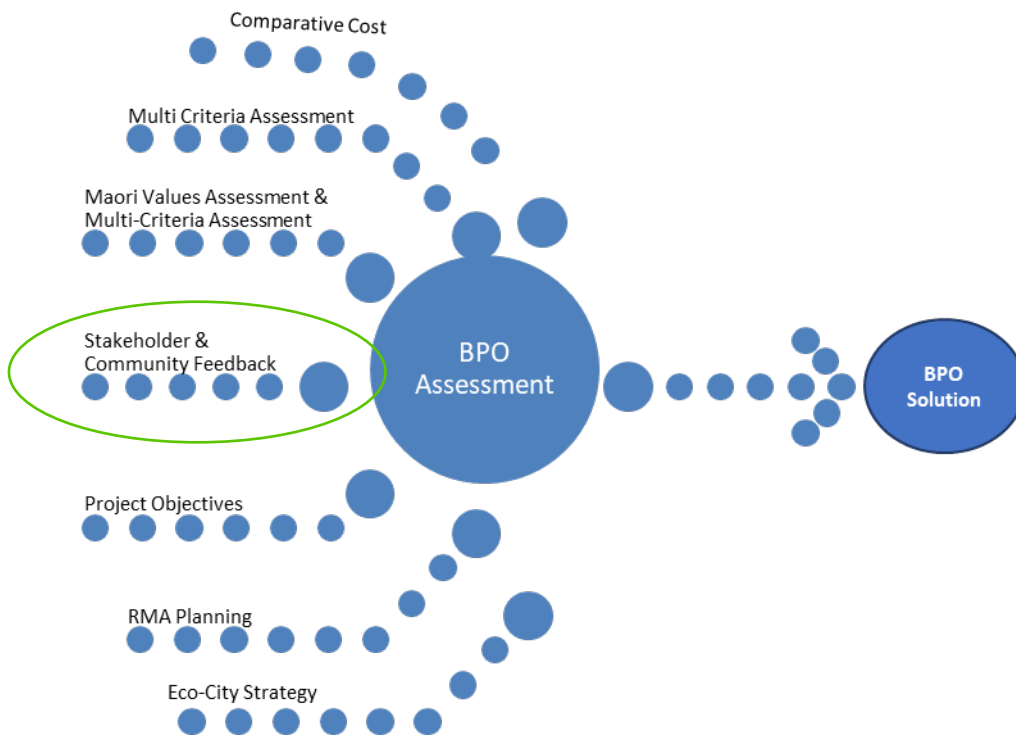 Comparative Cost
Multi Criteria Assessment
Maori Values Assessment &
Multi-Criteria Assessment
Stakeholder &
Community Feedback
BPO
Assessment
BPO
Solution
Project Objectives
RMA Planning
Eco-City Strategy